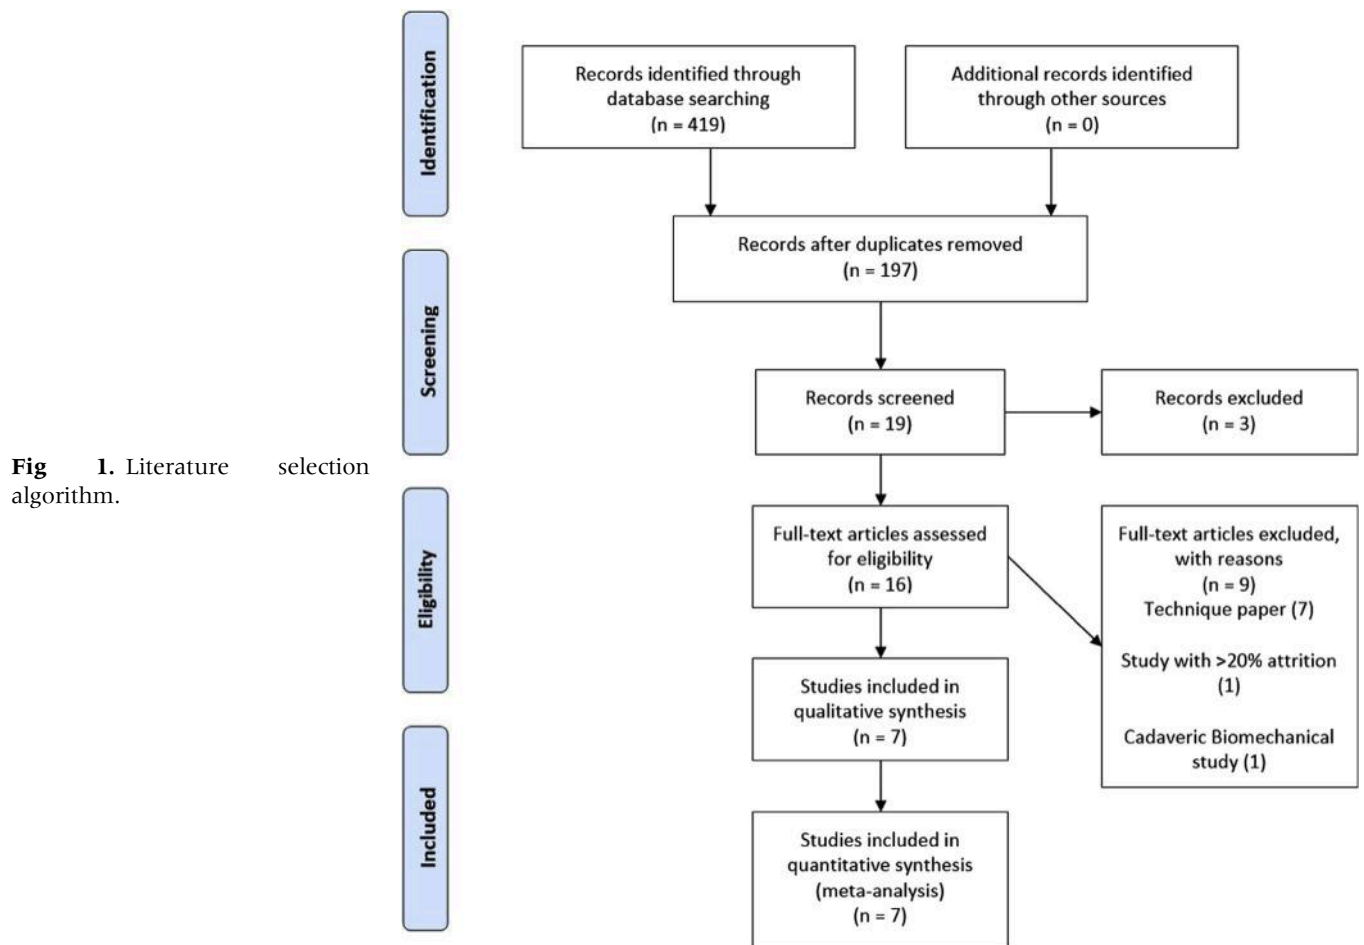 Identification
Records identified through
database searching
(n = 419)
Additional records identified
through other sources
(n = 0)
Records after duplicates removed
(n = 197)
Screening
Records screened
(n = 19)
Records excluded
(n = 3)
Fig 1. Literature selection
algorithm.
Eligibility
Full-text articles assessed
for eligibility
(n = 16)
Full-text articles excluded,
with reasons
(n = 9)
Technique paper (7)
Study with >20% attrition
(1)
Cadaveric Biomechanical
study (1)
Studies included in
qualitative synthesis
(n = 7)
Included
Studies included in
quantitative synthesis
(meta-analysis)
(n = 7)